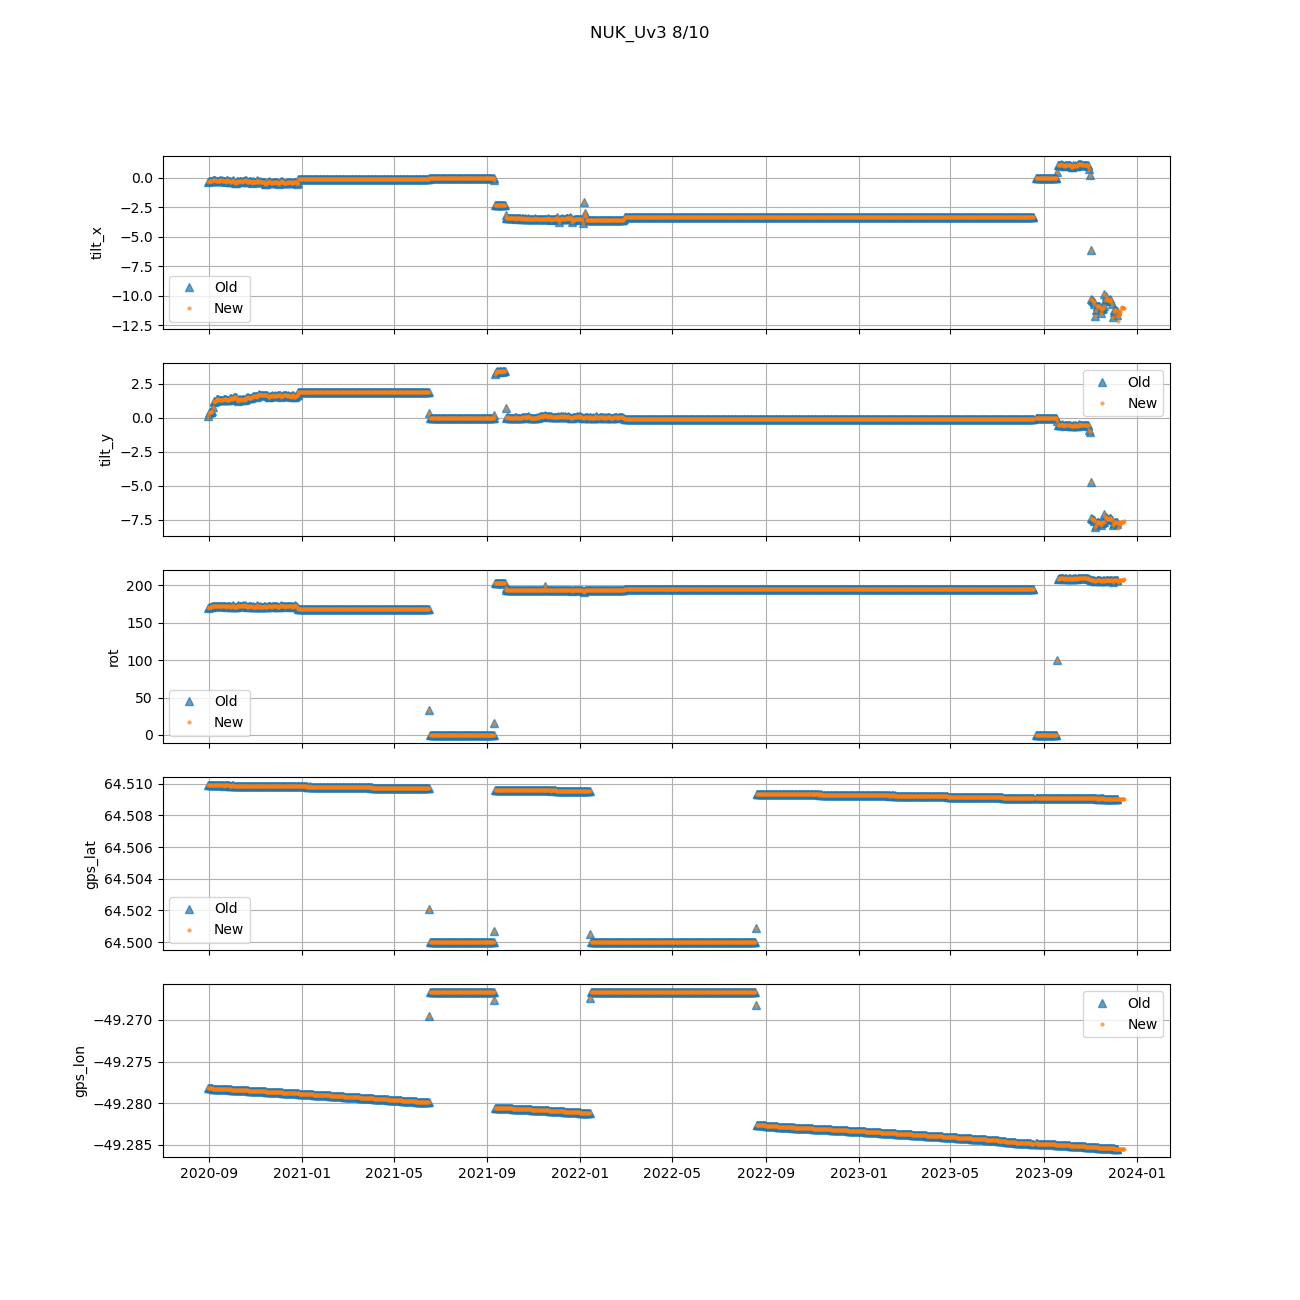 NUK_Uv3 8/10
0.0
−2.5
−5.0
−7.5
−10.0
−12.5
tilt_x
Old
New
2.5
0.0
−2.5
−5.0
−7.5
tilt_y
Old
New
200
150
100
50
0
rot
Old
New
64.510
64.508
64.506
64.504
64.502
64.500
gps_lat
Old
New
−49.270
−49.275
−49.280
−49.285
gps_lon
Old
New
2020-09 2021-01 2021-05 2021-09 2022-01 2022-05 2022-09 2023-01 2023-05 2023-09 2024-01